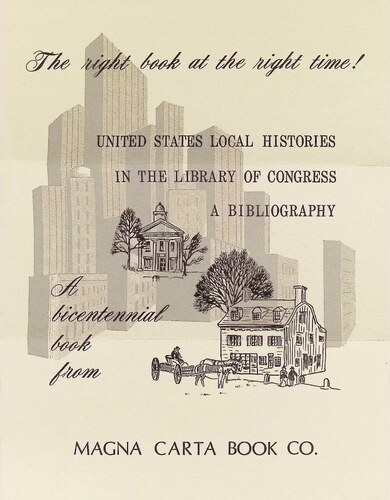 The right book at the right time!
UNITED STATES LOCAL HISTORIES
IN THE LIBRARY OF CONGRESS
A BIBLIOGRAPHY
A
bicentennial
book
from
MAGNA CARTA BOOK CO.